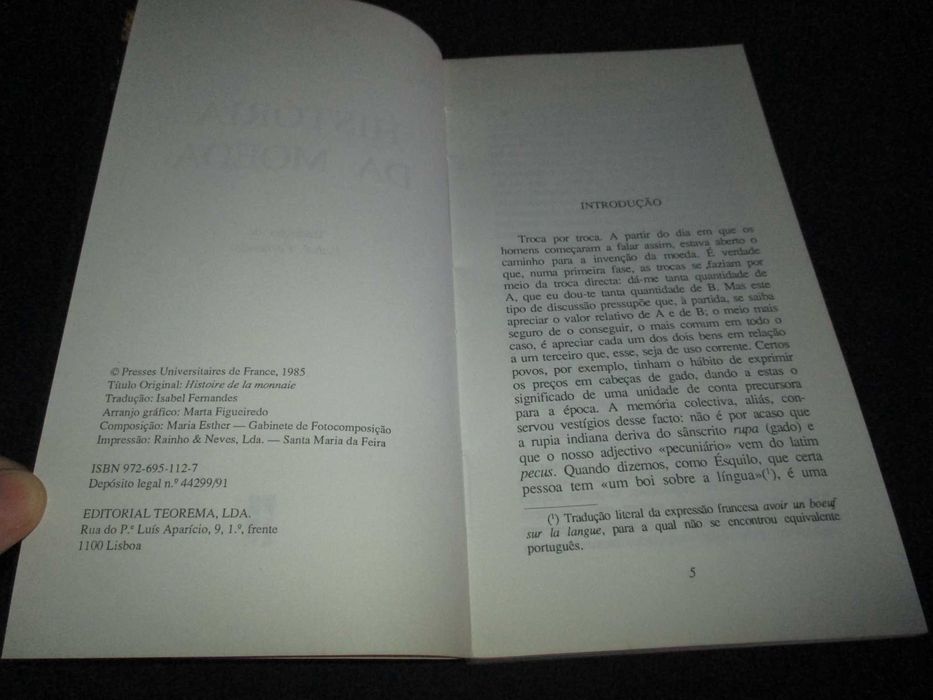 HISTÓRIA
DA MOEDA
© Presses Universitaires de France, 1985
Título Original: Histoire de la monnaie
Tradução: Isabel Fernandes
Arranjo gráfico: Marta Figueiredo
Composição: Maria Esther — Gabinete de Fotocomposição
Impressão: Rainho & Neves, Lda. — Santa Maria da Feira
ISBN 972-695-112-7
Depósito legal n.º 44299/91
EDITORIAL TEOREMA, LDA.
Rua do P.e Luís Aparício, 9, 1.º, frente
1100 Lisboa
INTRODUÇÃO
Troca por troca. A partir do dia em que os
homens começaram a falar assim, estava aberto o
caminho para a invenção da moeda. É verdade
que, numa primeira fase, as trocas se faziam por
meio da troca directa: dá-me tanta quantidade de
A, que eu dou-te tanta quantidade de B. Mas este
tipo de discussão pressupõe que, à partida, se saiba
apreciar o valor relativo de A e de B; o meio mais
seguro de o conseguir, o mais comum em todo o
caso, é apreciar cada um dos dois bens em relação
a um terceiro que, esse, seja de uso corrente. Certos
povos, por exemplo, tinham o hábito de exprimir
os preços em cabeças de gado, dando a estas o
significado de uma unidade de conta precursora
para a época. A memória colectiva, aliás, con-
servou vestígios desse facto: não é por acaso que
a rupia indiana deriva do sânscrito rupa (gado) e
que o nosso adjectivo «pecuniário» vem do latim
pecus. Quando dizemos, como Ésquilo, que certa
pessoa tem «um boi sobre a língua»(¹), é uma
(¹) Tradução literal da expressão francesa avoir un boeuf
sur la langue, para a qual não se encontrou equivalente
português.
5